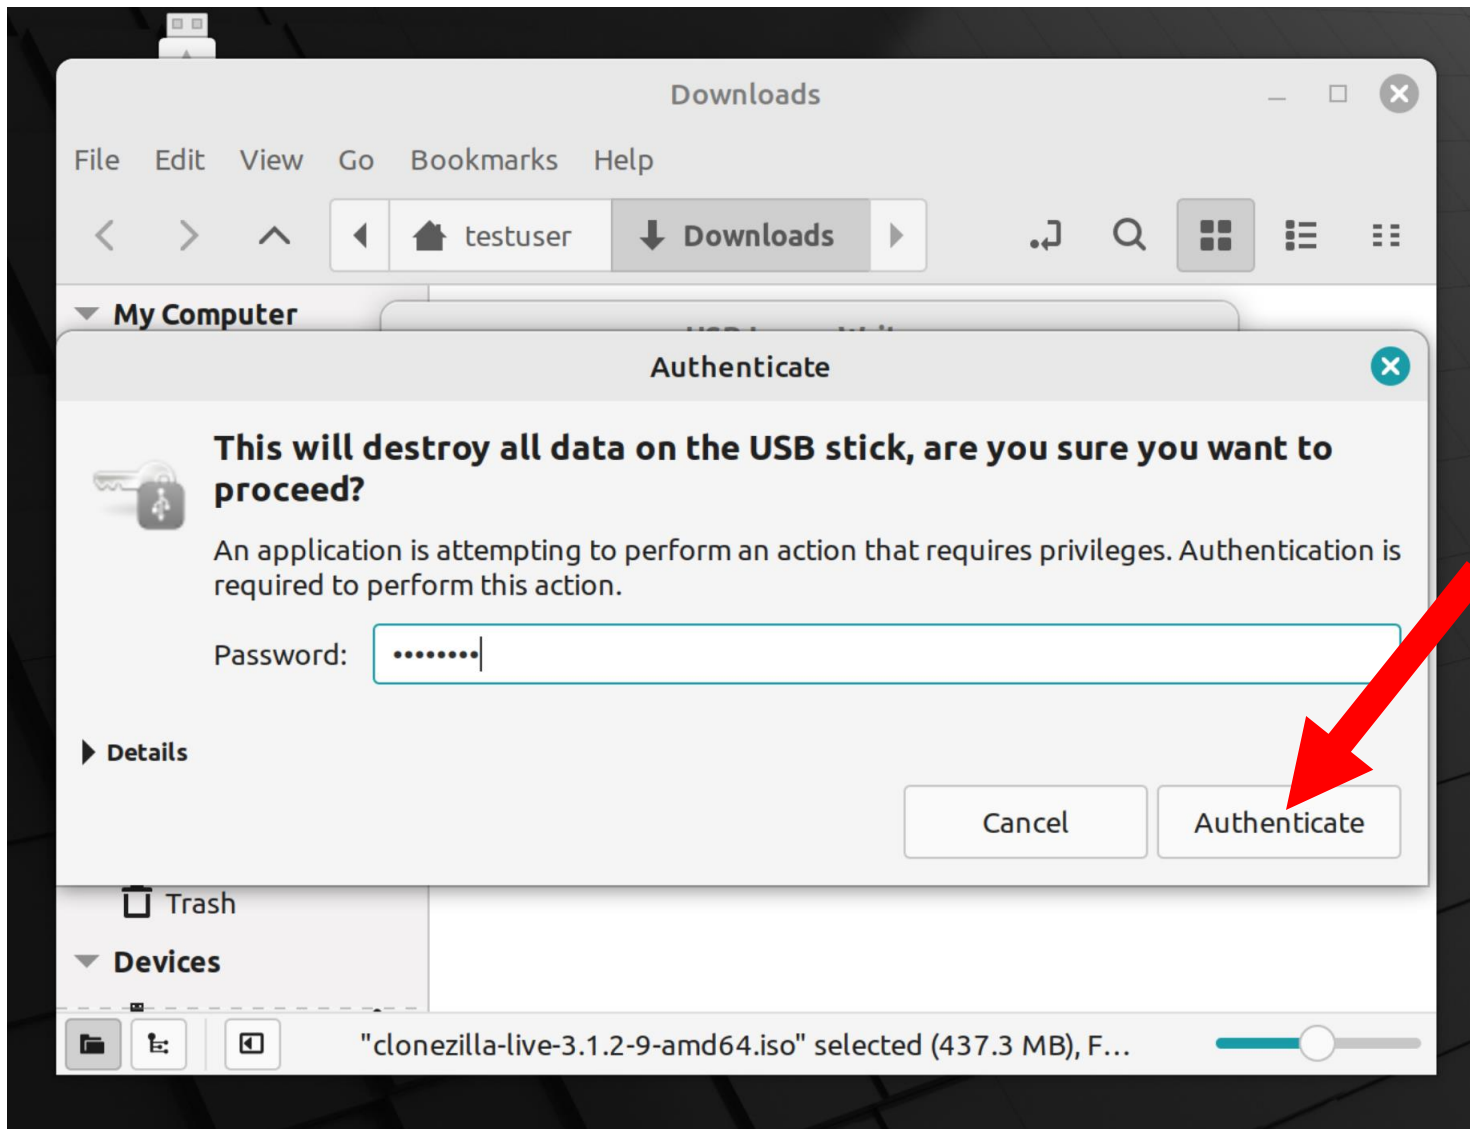 Downloads
File Edit View Go Bookmarks Help
testuser Downloads
My Computer
Authenticate
This will destroy all data on the USB stick, are you sure you want to
proceed?
An application is attempting to perform an action that requires privileges. Authentication is
required to perform this action.
Password: ••••••••
Details
Cancel Authenticate
Trash
Devices
"clonezilla-live-3.1.2-9-amd64.iso" selected (437.3 MB), F...